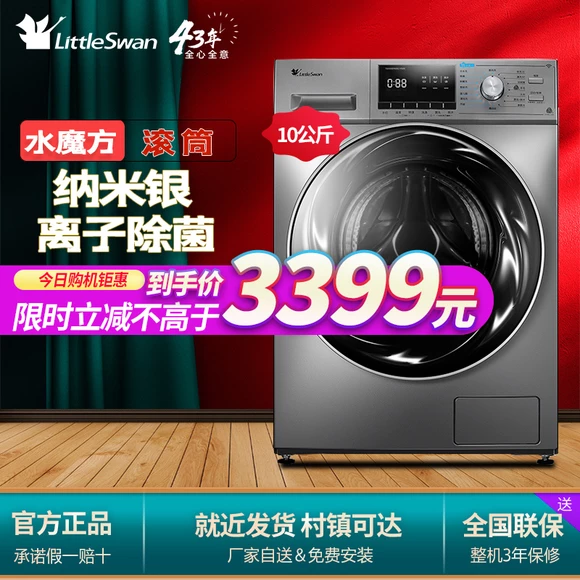 LittleSwan
43年
全心全意
LittleSwan
0:88
10公斤
水魔方
滚筒
纳米银
离子除菌
今日购机钜惠
到手价
3399元
限时立减不高于
送
官方正品
承诺假一赔十
就近发货 村镇可达
厂家自送&免费安装
全国联保
整机3年保修